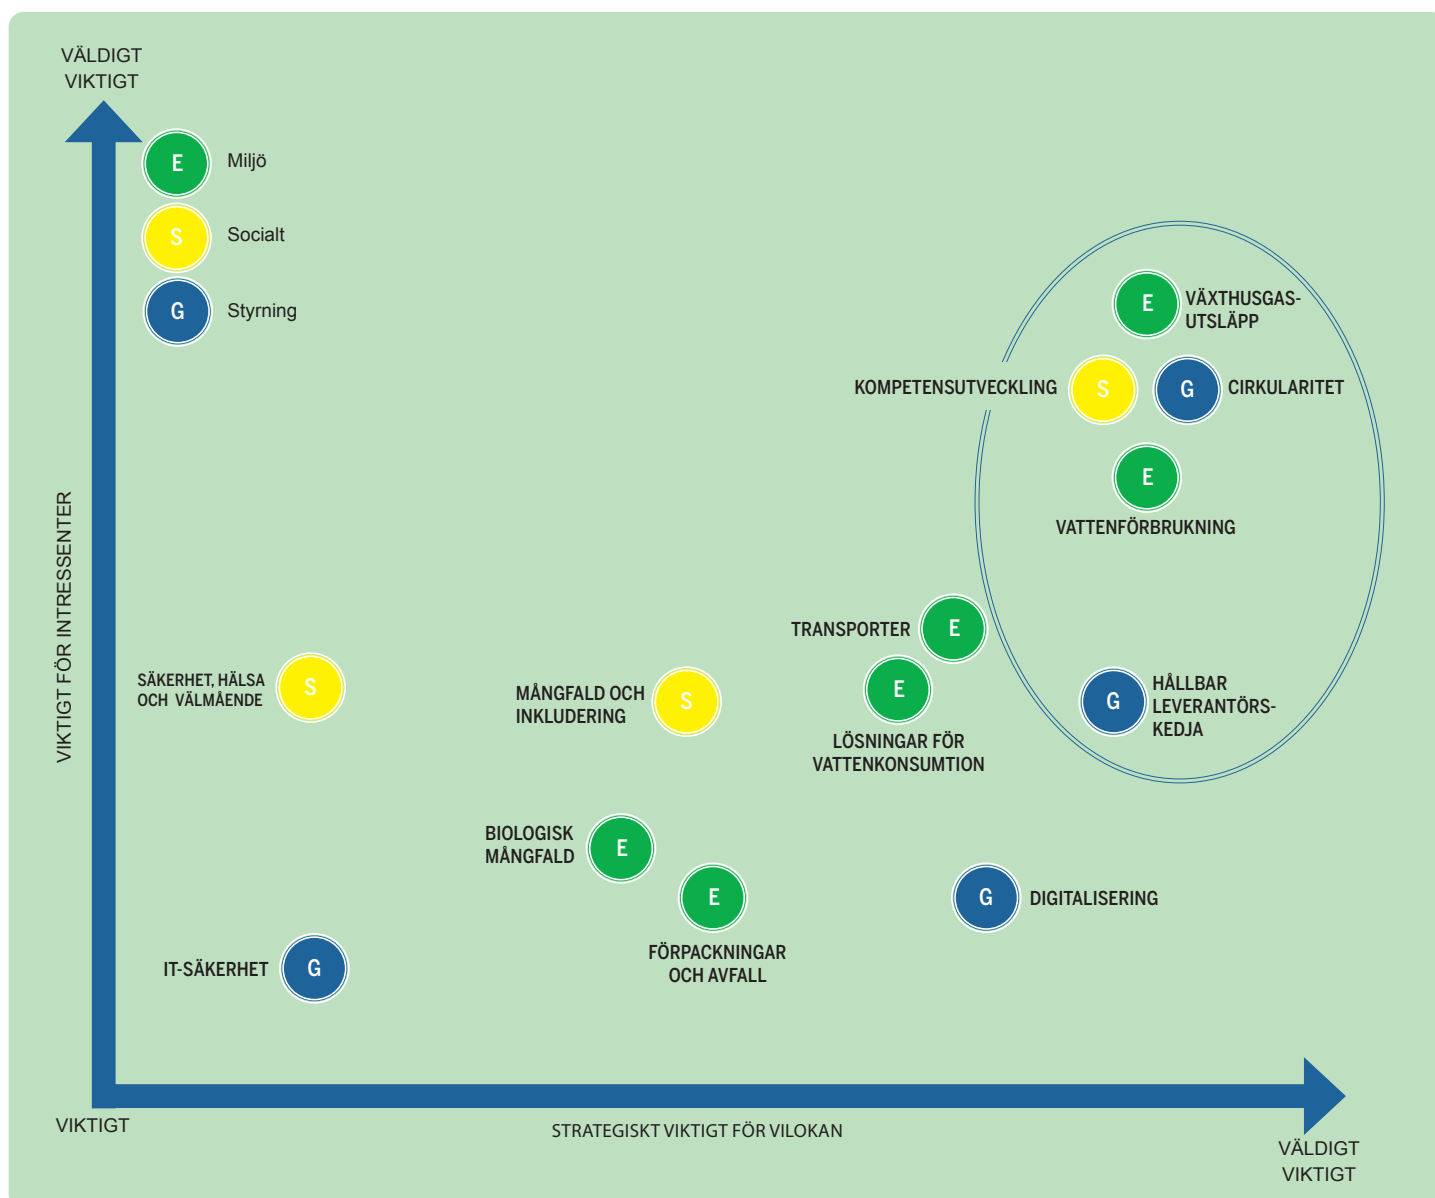 VÄLDIGT
VIKTIGT
E
Miljö
S
Socialt
G
Styrning
E
VÄXTHUSGAS-
UTSLÄPP
KOMPETENSUTVECKLING
S
G
CIRKULARITET
E
VATTENFÖRBRUKNING
VIKTIGT FÖR INTRESSENTER
TRANSPORTER
E
SÄKERHET, HÄLSA
OCH VÄLMÅENDE
S
MÅNGFALD OCH
INKLUDERING
S
E
LÖSNINGAR FÖR
VATTENKONSUMTION
G
HÅLLBAR
LEVERANTÖRS-
KEDJA
BIOLOGISK
MÅNGFALD
E
E
FÖRPACKNINGAR
OCH AVFALL
G
DIGITALISERING
IT-SÄKERHET
G
VIKTIGT
STRATEGISKT VIKTIGT FÖR VILOKAN
VÄLDIGT
VIKTIGT